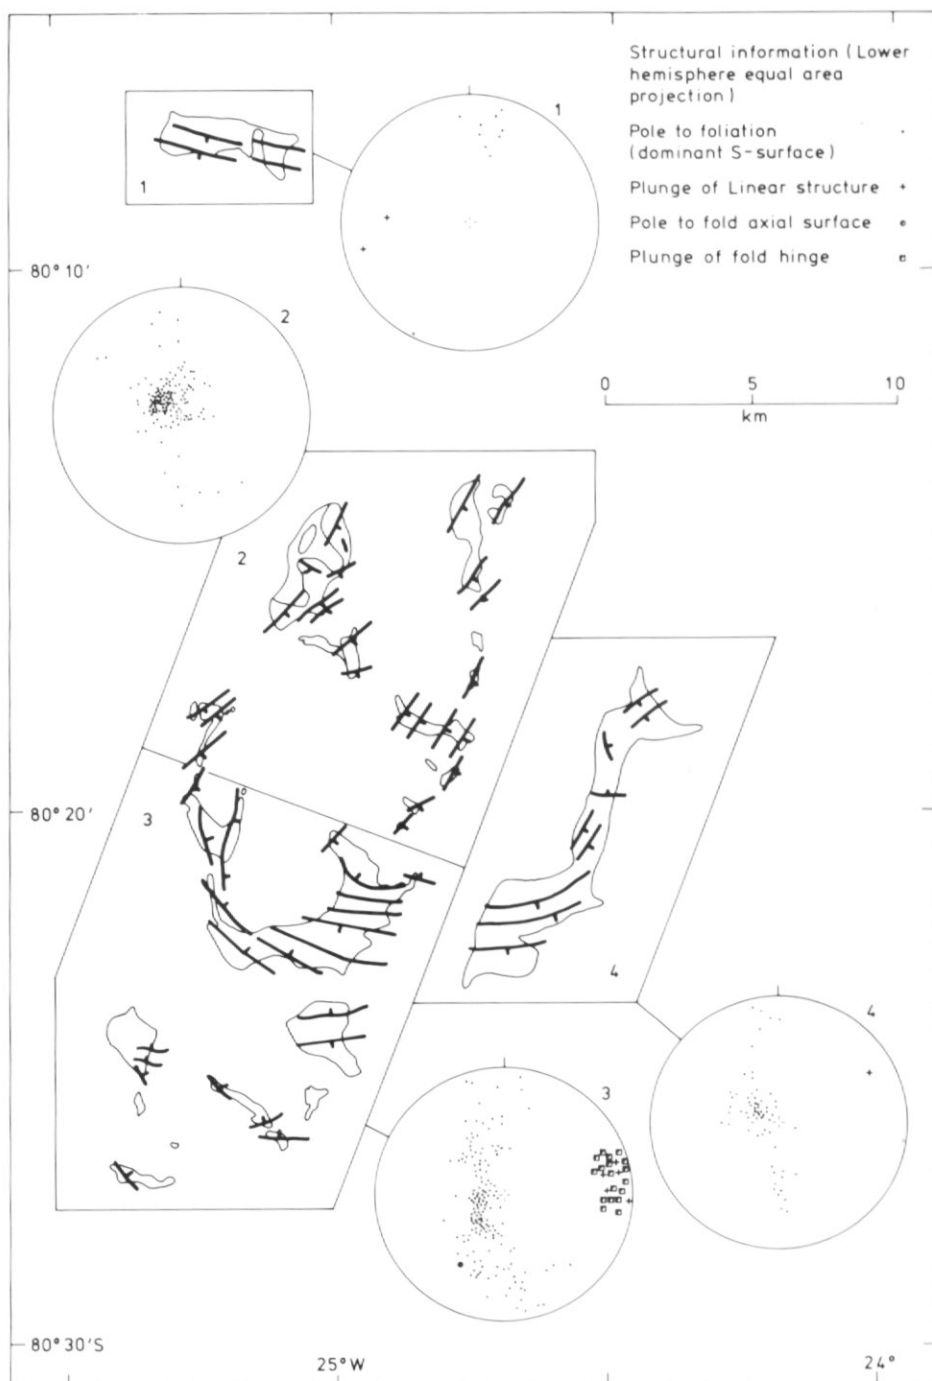 Structural information (Lower
hemisphere equal area
projection)
Pole to foliation
(dominant S-surface)
Plunge of Linear structure +
Pole to fold axial surface
Plunge of fold hinge
1
1
80°10'
2
0 5 10
km
2
80°20'
3
4
4
3
80°30'S
25°W
24°